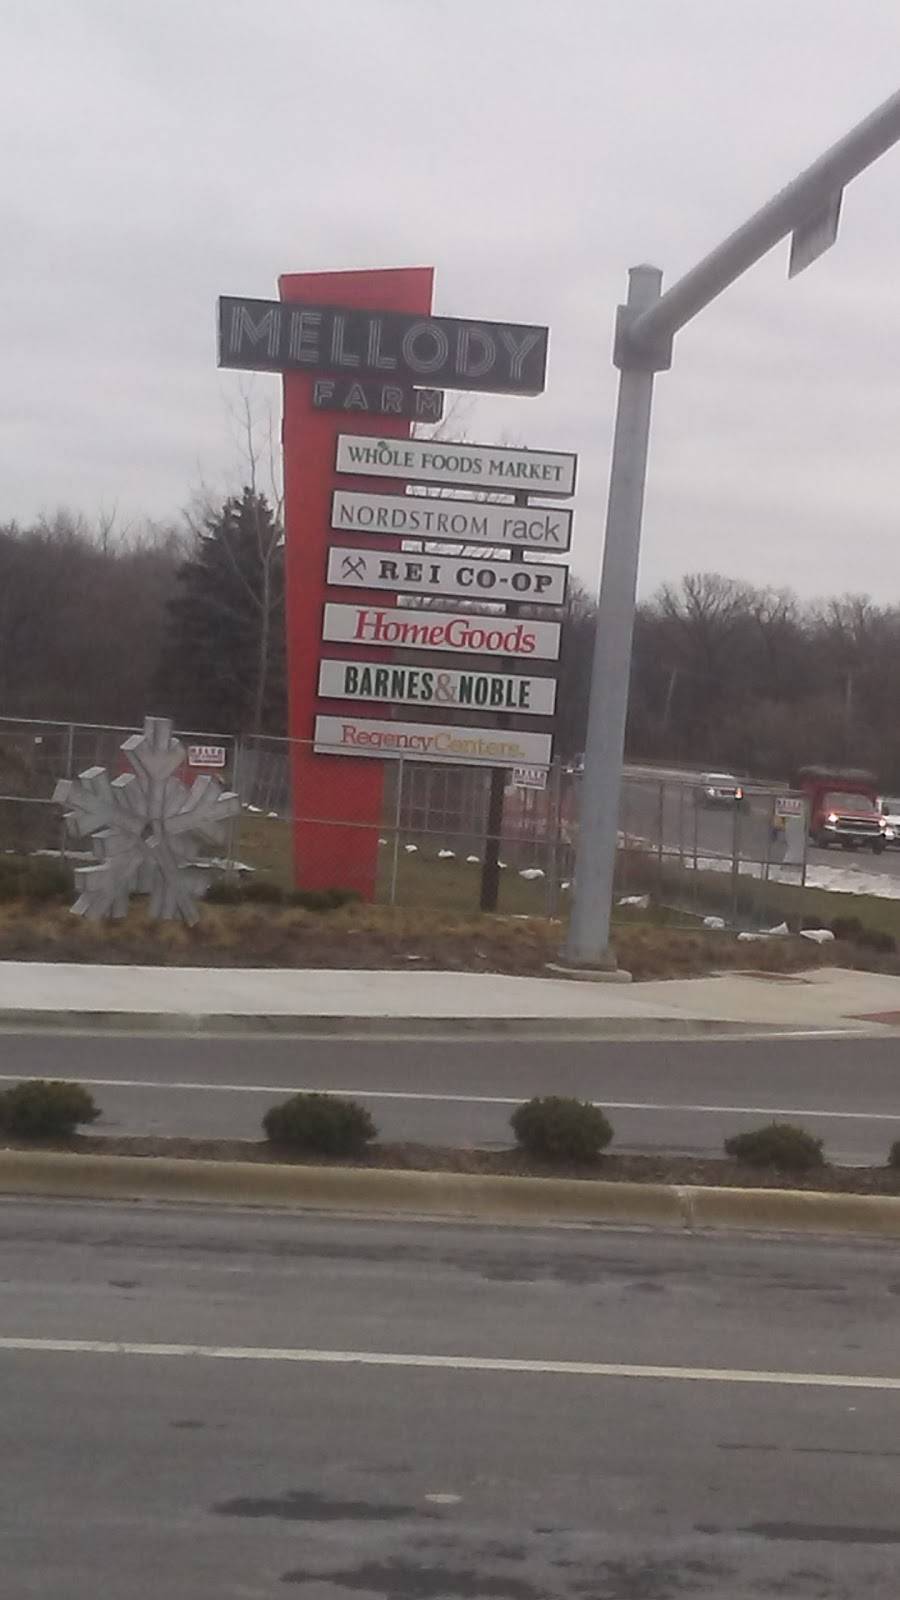 MELLODY
FARM
WHOLE FOODS MARKET
NORDSTROM rack
REI CO-OP
HomeGoods
BARNES&NOBLE
RegencyCenters.